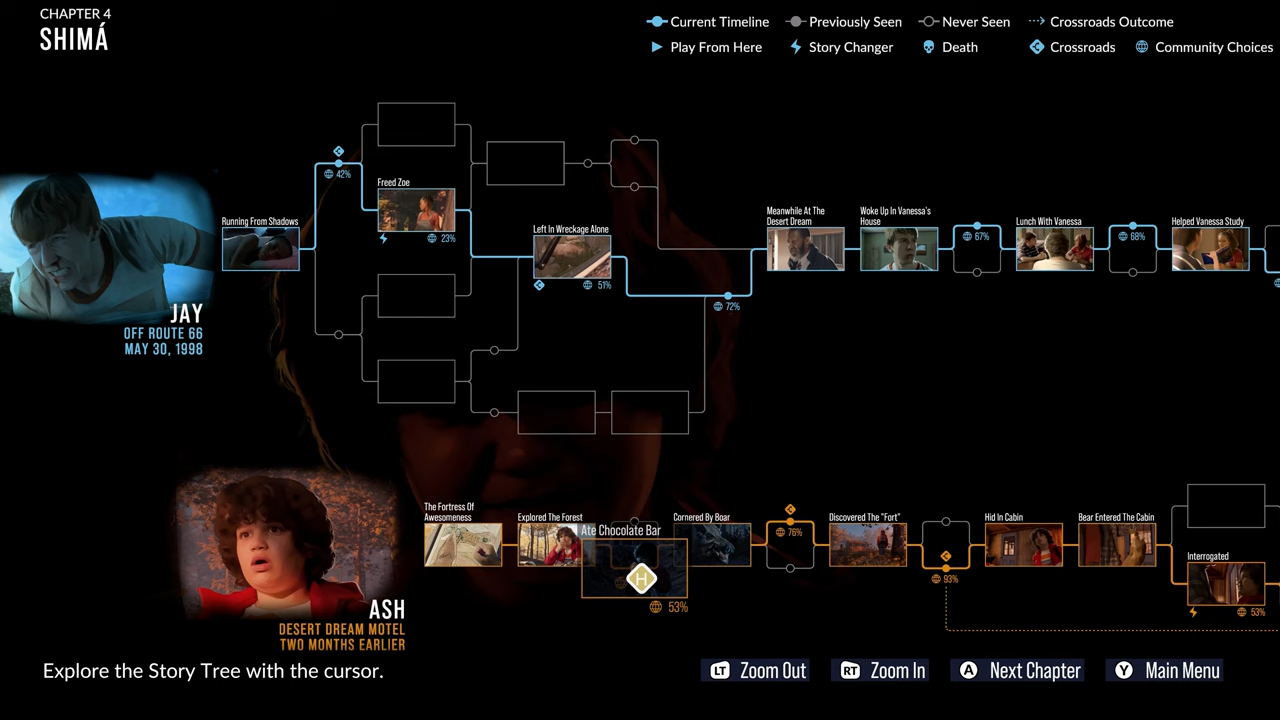 CHAPTER 4
SHIMÁ
Current Timeline
Previously Seen
Never Seen
Crossroads Outcome
Play From Here
Story Changer
Death
Crossroads
Community Choices
JAY
OFF ROUTE 66
MAY 30, 1998
Running From Shadows
42%
Freed Zoe
23%
Left In Wreckage Alone
51%
72%
Meanwhile At The
Desert Dream
Woke Up In Vanessa's
House
67%
Lunch With Vanessa
68%
Helped Vanessa Study
ASH
DESERT DREAM MOTEL
TWO MONTHS EARLIER
The Fortress Of
Awesomeness
Explored The Forest
Ate Chocolate Bar
H
53%
Cornered By Boar
76%
Discovered The "Fort"
93%
Hid In Cabin
Bear Entered The Cabin
Interrogated
53%
Explore the Story Tree with the cursor.
LT Zoom Out
RT Zoom In
A Next Chapter
Y Main Menu